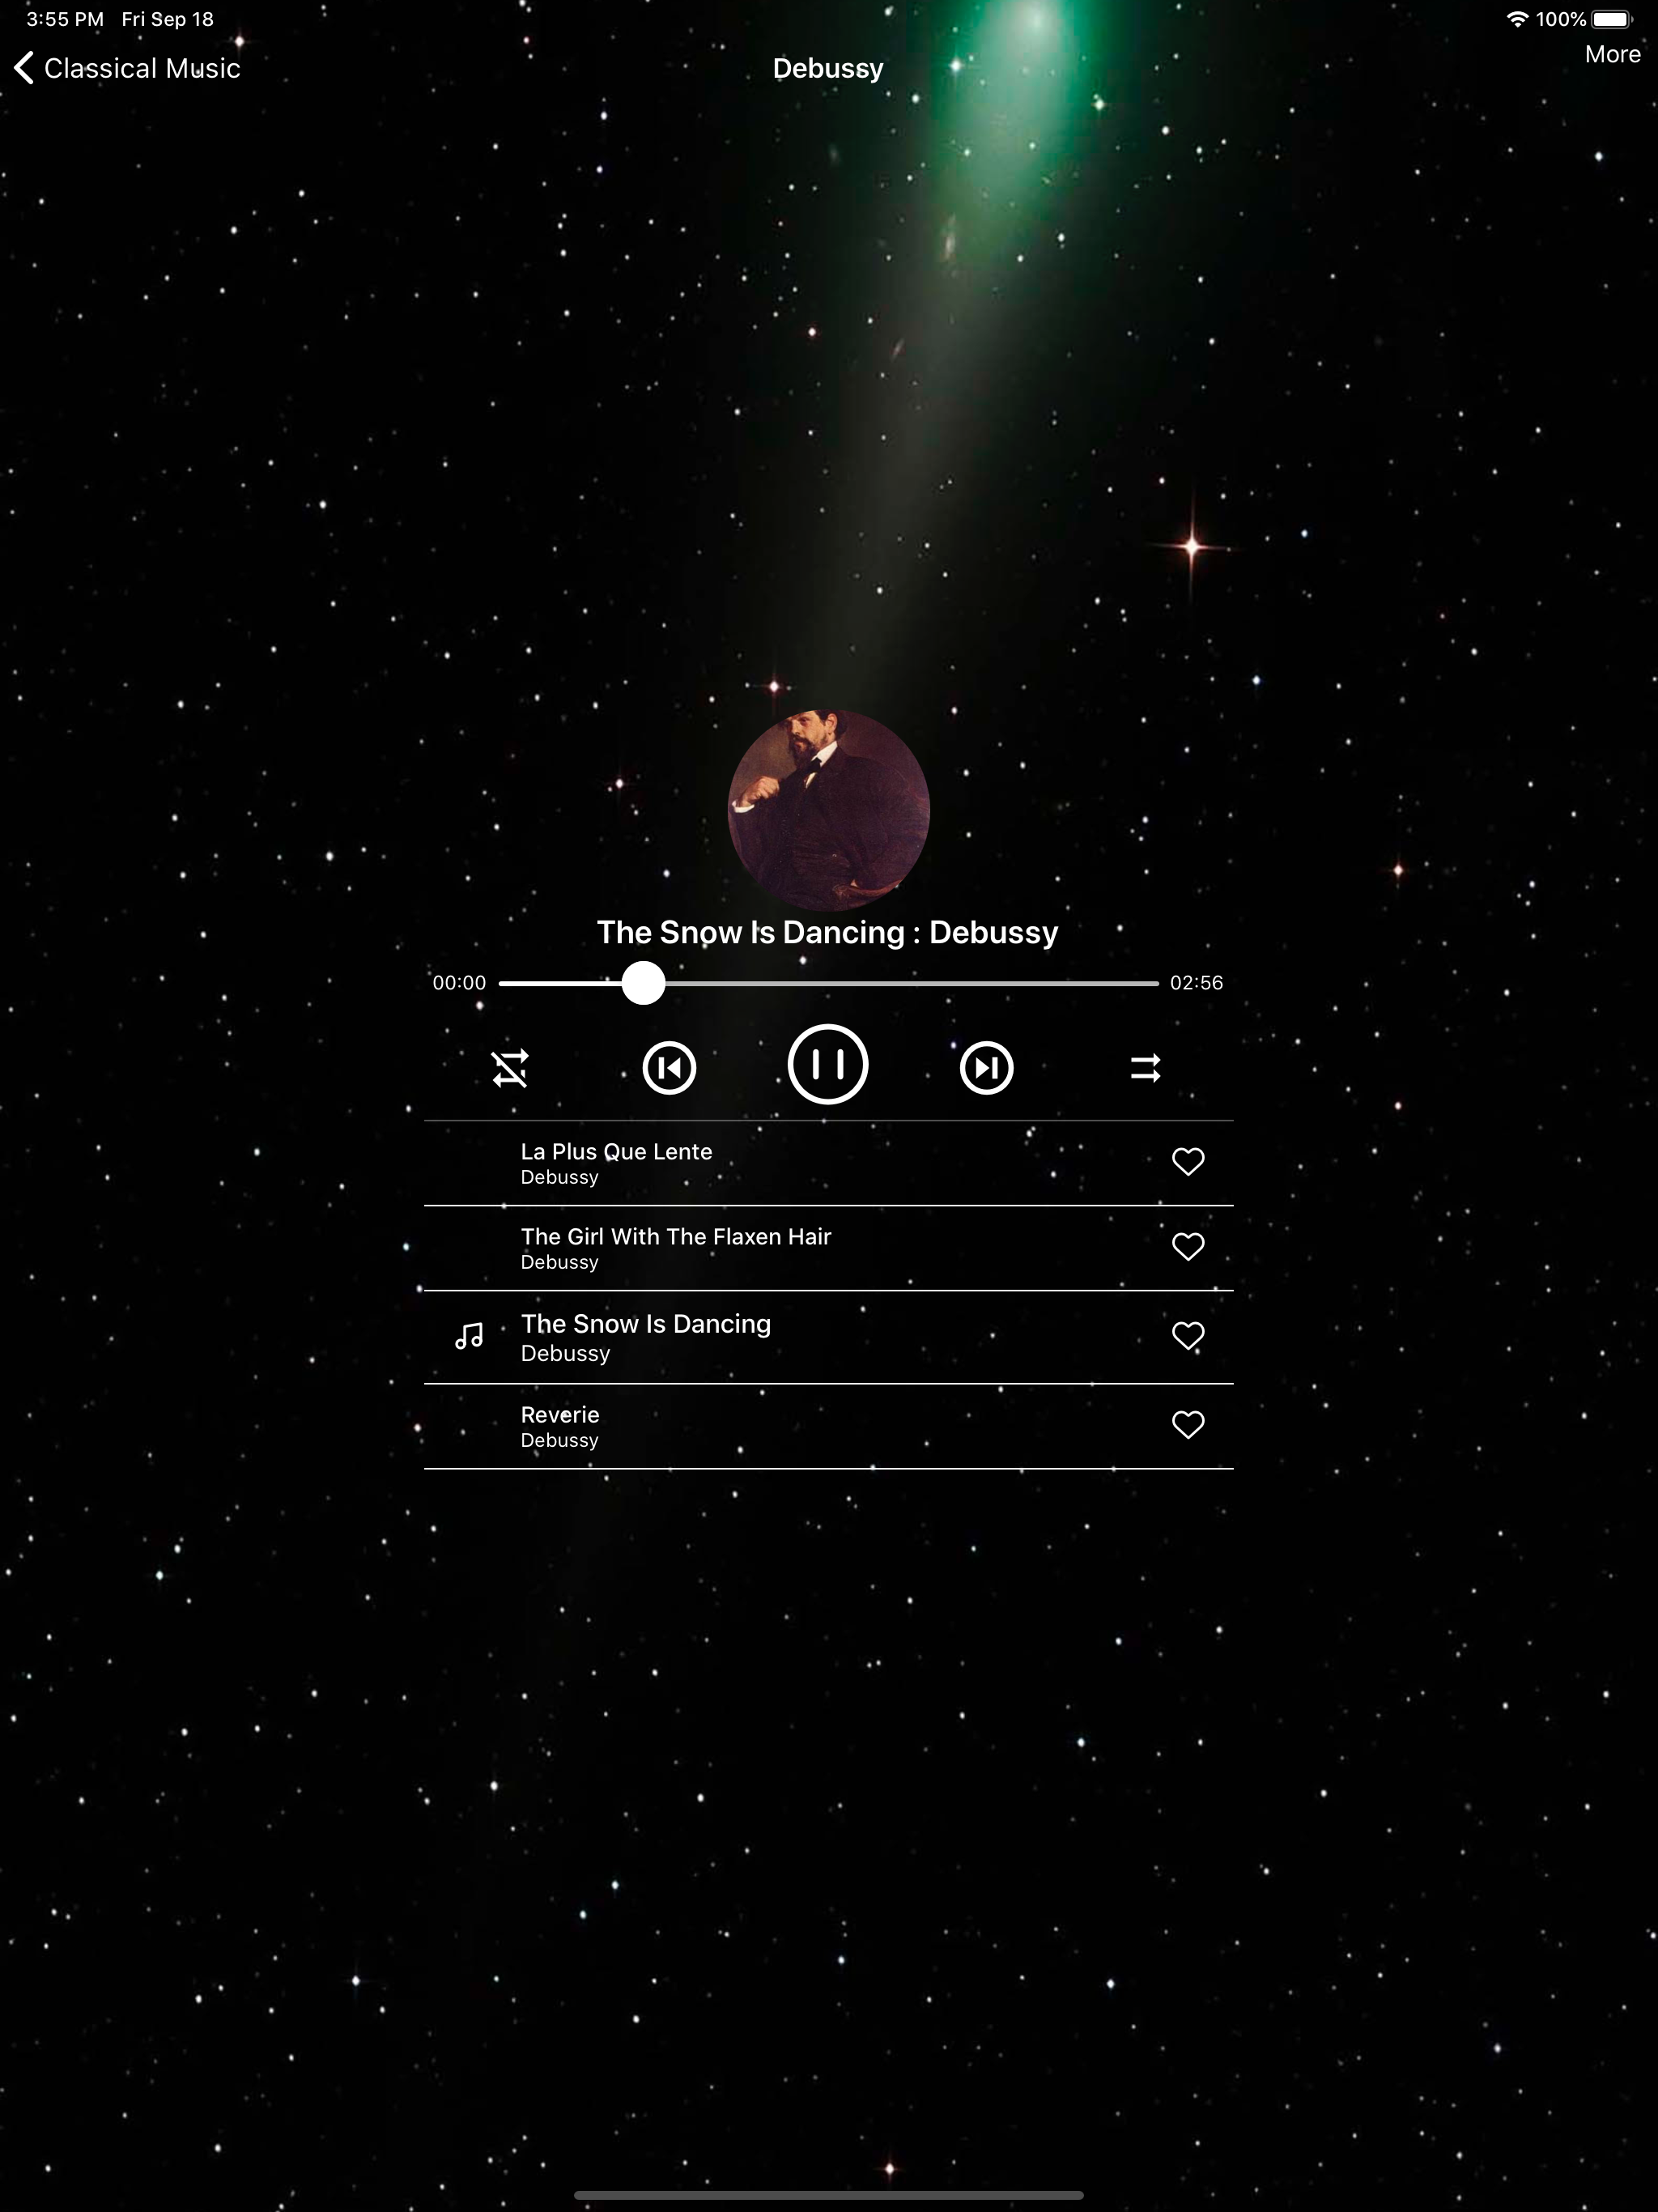 3:55 PM Fri Sep 18 100%
Classical Music Debussy More
The Snow Is Dancing : Debussy
00:00 02:56
La Plus Que Lente
Debussy
The Girl With The Flaxen Hair
Debussy
The Snow Is Dancing
Debussy
Reverie
Debussy